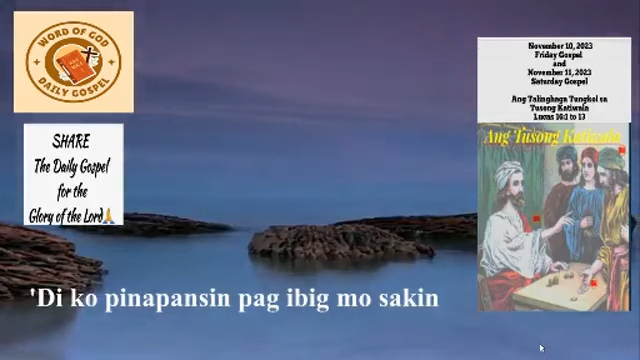 WORD OF GOD
DAILY GOSPEL
SHARE
The Daily Gospel
for the
Glory of the Lord🙏
November 10, 2023
Friday Gospel
and
November 11, 2023
Saturday Gospel
Ang Talinghaga Tungkol sa
Tusong Katiwala
Lucas 16:1 to 13
Ang Tusong Katiwala
'Di ko pinapansin pag ibig mo sakin